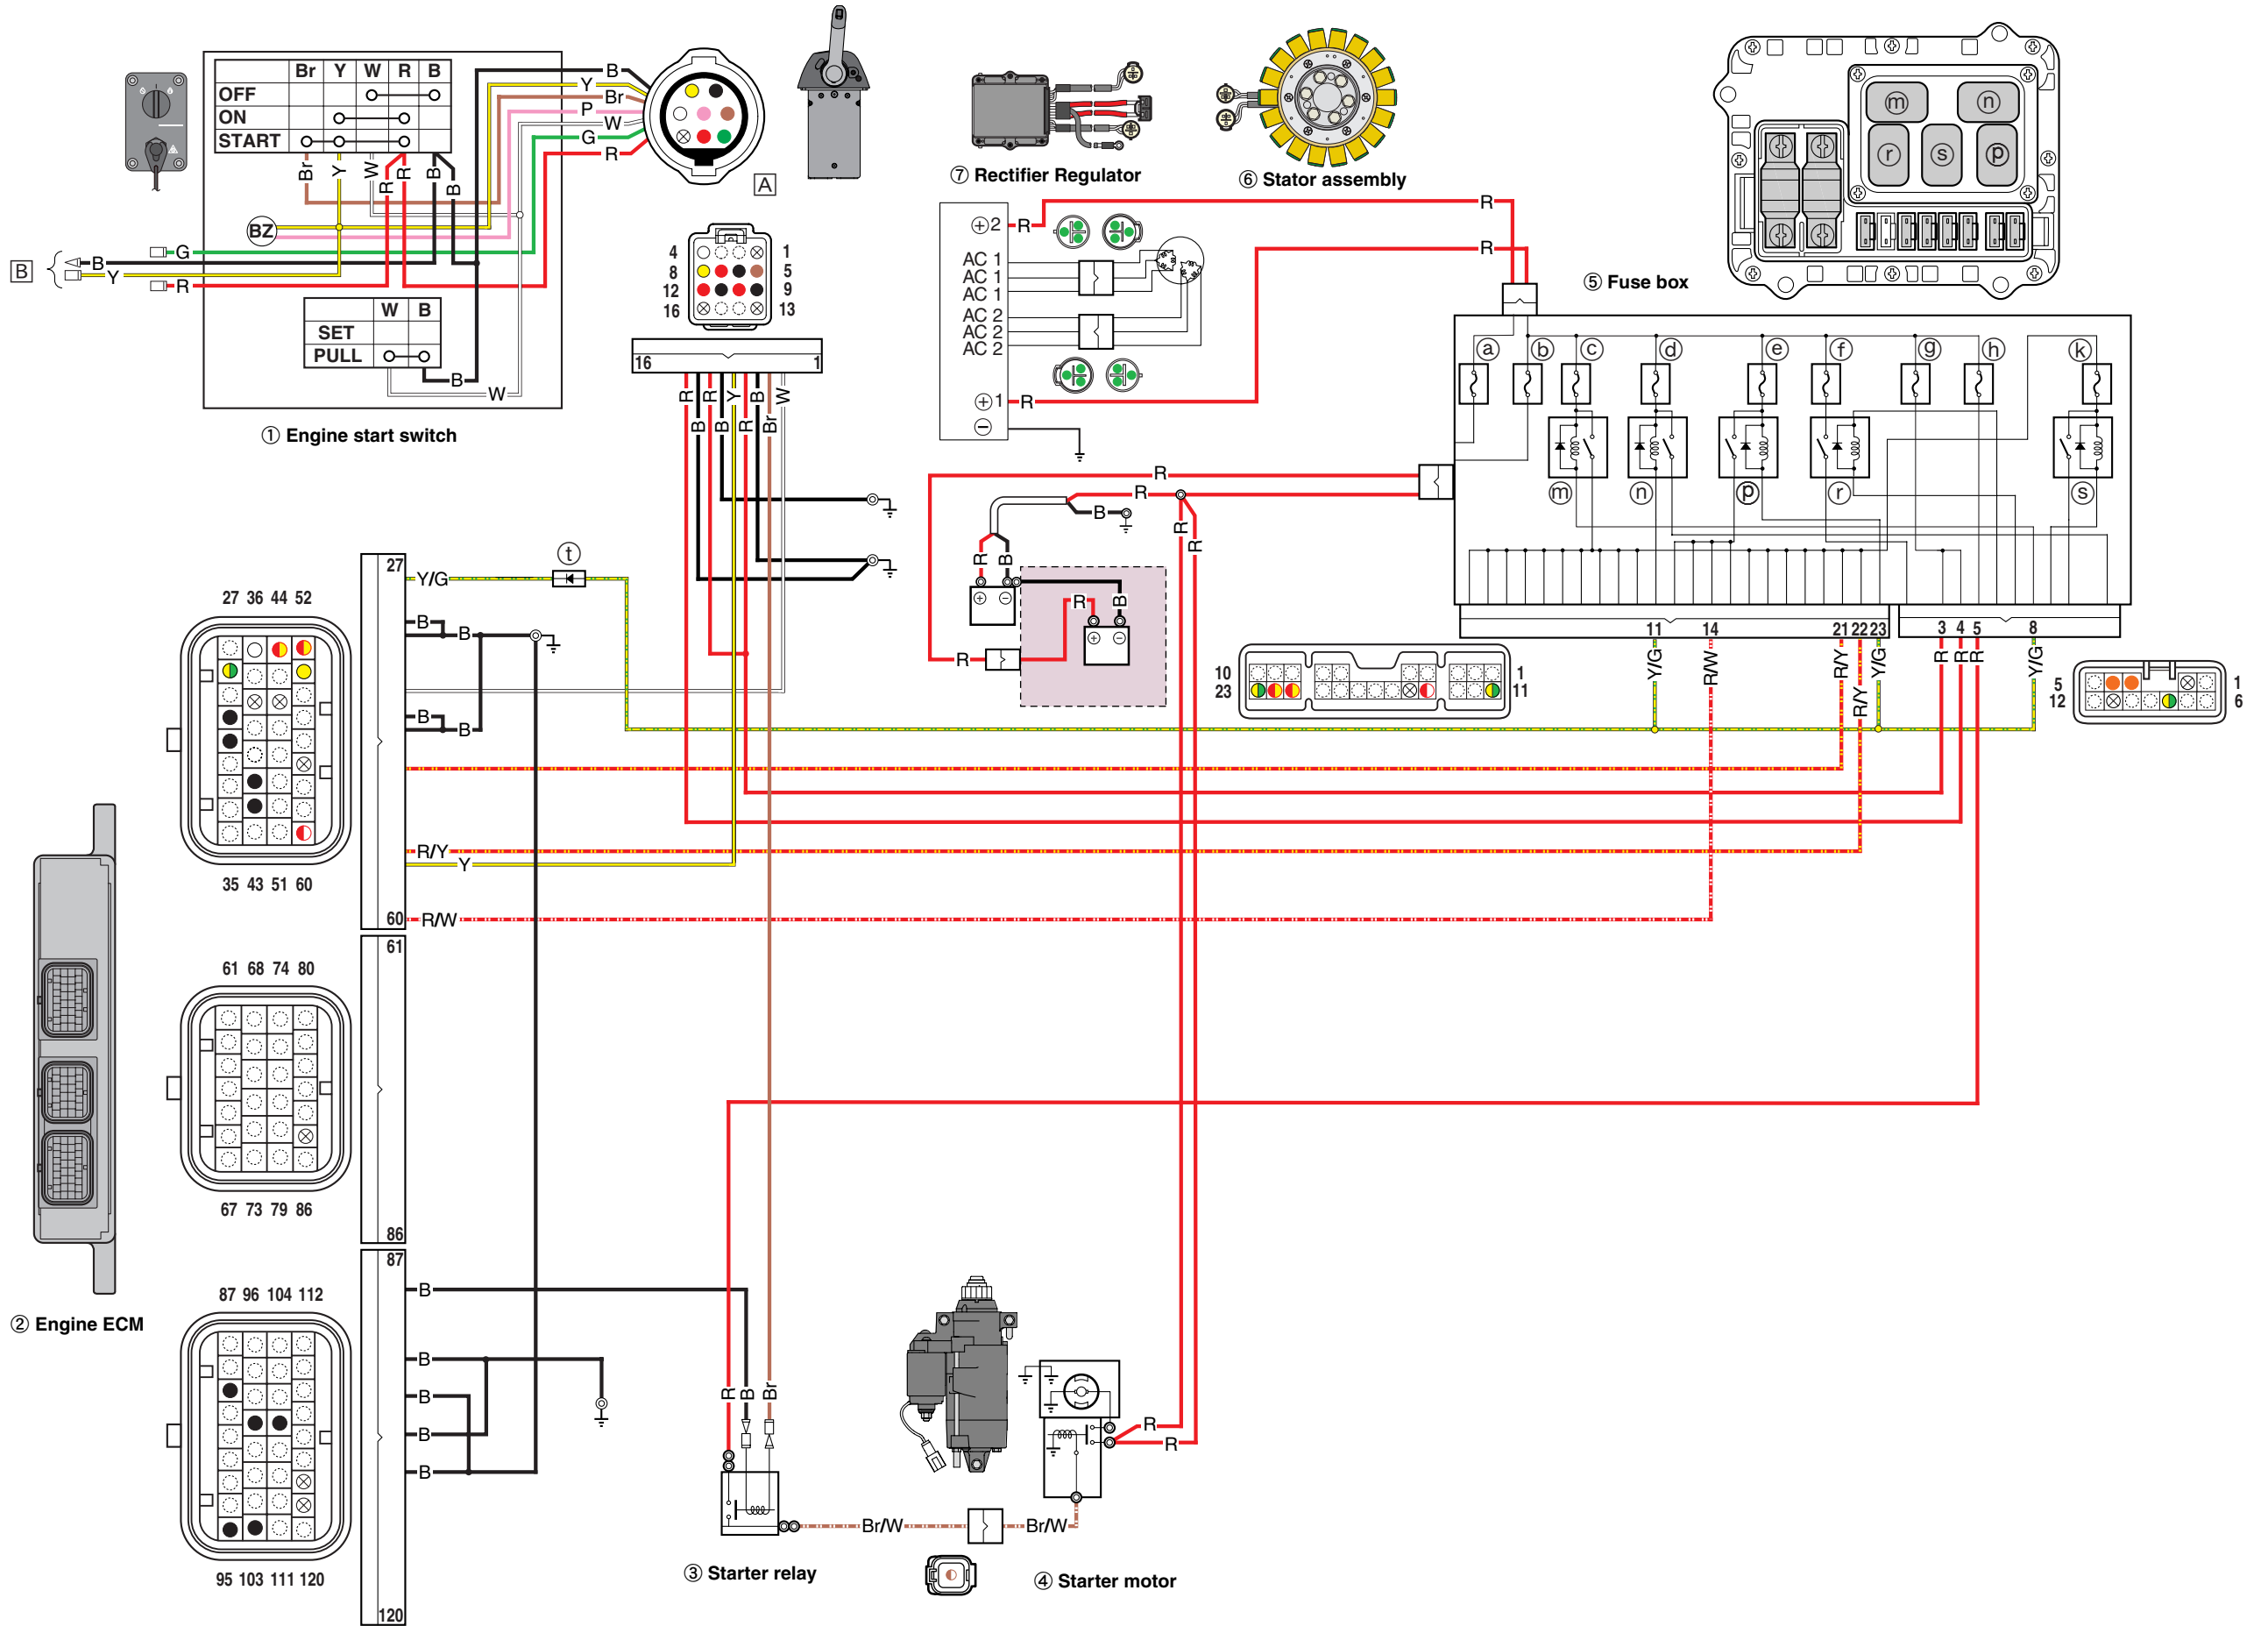 Br Y W R B
OFF
ON
START
Br
Y
W
R
R
B
B
BZ
B
G
B
Y
R
W B
SET
PULL
B
W
① Engine start switch
B
Y
Br
P
W
G
R
A
4 1
8 5
12 9
16 13
16 1
R
B
R
B
Y
R
B
Br
W
⑦ Rectifier Regulator
⑥ Stator assembly
⊕2
R
AC 1
AC 1
AC 1
AC 2
AC 2
AC 2
⊕1
R
⊖
R
R
m n
r s p
⑤ Fuse box
a b c d e f g h k
m n p r s
R
R
B
R
B
R
R
+ −
R
B
R
+ −
11 14 21 22 23
3 4 5 8
Y/G
R/W
R/Y
R/Y
Y/G
R
R
R
Y/G
10 1
23 11
5 1
12 6
27
t
Y/G
B
B
B
B
R/Y
Y
60
R/W
27 36 44 52
35 43 51 60
61
61 68 74 80
67 73 79 86
86
87
87 96 104 112
95 103 111 120
120
② Engine ECM
B
B
B
B
B
R
B
Br
③ Starter relay
Br/W
Br/W
R
R
④ Starter motor